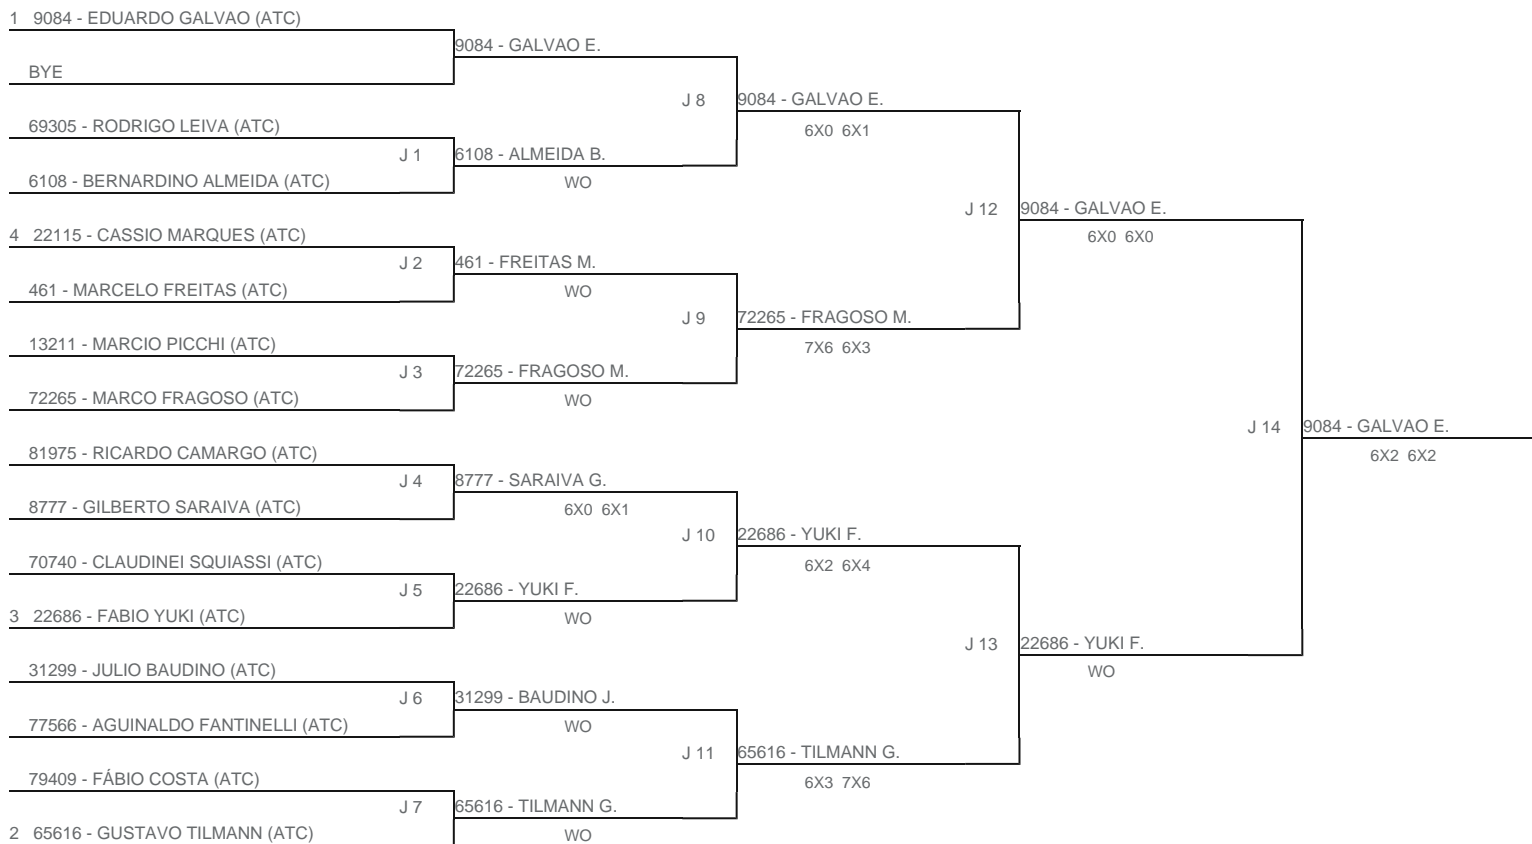 1 9084 - EDUARDO GALVAO (ATC)
9084 - GALVAO E.
BYE
J 8 9084 - GALVAO E.
69305 - RODRIGO LEIVA (ATC)
6X0 6X1
J 1 6108 - ALMEIDA B.
6108 - BERNARDINO ALMEIDA (ATC)
WO
J 12 9084 - GALVAO E.
4 22115 - CASSIO MARQUES (ATC)
6X0 6X0
J 2 461 - FREITAS M.
461 - MARCELO FREITAS (ATC)
WO
J 9 72265 - FRAGOSO M.
13211 - MARCIO PICCHI (ATC)
7X6 6X3
J 3 72265 - FRAGOSO M.
72265 - MARCO FRAGOSO (ATC)
WO
J 14 9084 - GALVAO E.
81975 - RICARDO CAMARGO (ATC)
6X2 6X2
J 4 8777 - SARAIVA G.
8777 - GILBERTO SARAIVA (ATC)
6X0 6X1
J 10 22686 - YUKI F.
70740 - CLAUDINEI SQUIASSI (ATC)
6X2 6X4
J 5 22686 - YUKI F.
3 22686 - FABIO YUKI (ATC)
WO
J 13 22686 - YUKI F.
31299 - JULIO BAUDINO (ATC)
WO
J 6 31299 - BAUDINO J.
77566 - AGUINALDO FANTINELLI (ATC)
WO
J 11 65616 - TILMANN G.
79409 - FÁBIO COSTA (ATC)
6X3 7X6
J 7 65616 - TILMANN G.
2 65616 - GUSTAVO TILMANN (ATC)
WO